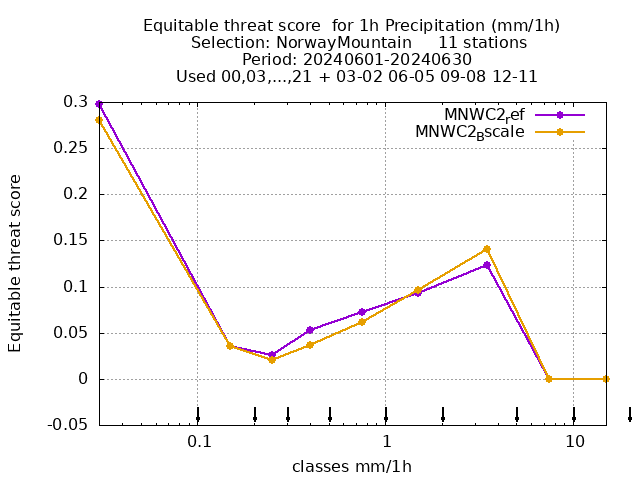 Equitable threat score  for 1h Precipitation (mm/1h)
Selection: NorwayMountain     11 stations
Period: 20240601-20240630
Used 00,03,...,21 + 03-02 06-05 09-08 12-11
MNWC2ref
MNWC2Bscale
Equitable threat score
0.3
0.25
0.2
0.15
0.1
0.05
0
-0.05
0.1
1
10
classes mm/1h